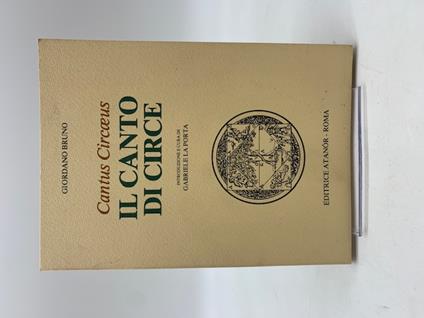 GIORDANO BRUNO
Cantus Circæus
IL CANTO
DI CIRCE
INTRODUZIONE E CURA DI
GABRIELE LA PORTA
EDITRICE ATANÒR - ROMA